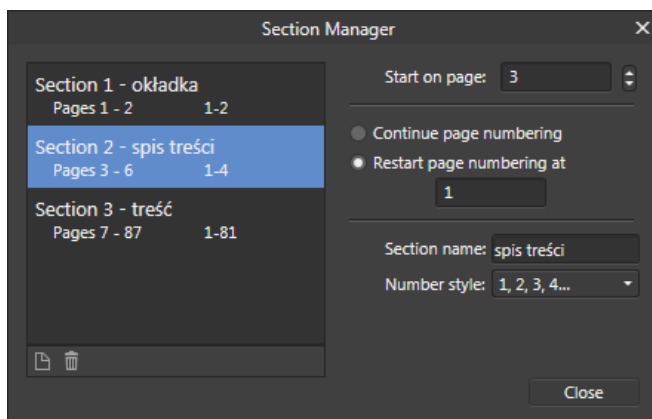 Section Manager
Section 1 - okładka
Pages 1 - 2 1-2
Section 2 - spis treści
Pages 3 - 6 1-4
Section 3 - treść
Pages 7 - 87 1-81
Start on page: 3
Continue page numbering
Restart page numbering at
1
Section name: spis treści
Number style: 1, 2, 3, 4...
Close